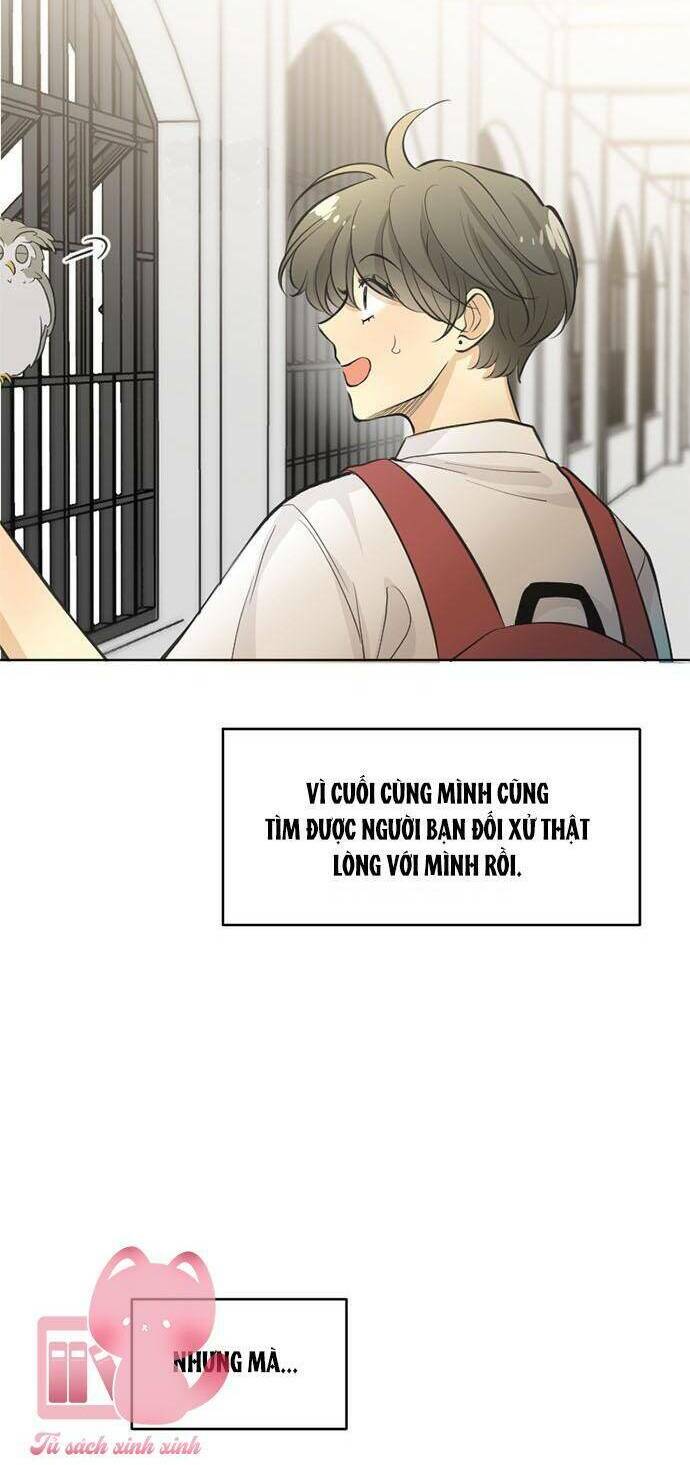 VÌ CUỐI CÙNG MÌNH CŨNG
TÌM ĐƯỢC NGƯỜI BẠN ĐỐI XỬ THẬT
LÒNG VỚI MÌNH RỒI.
NHƯNG MÀ...
Tủ sách xinh xinh